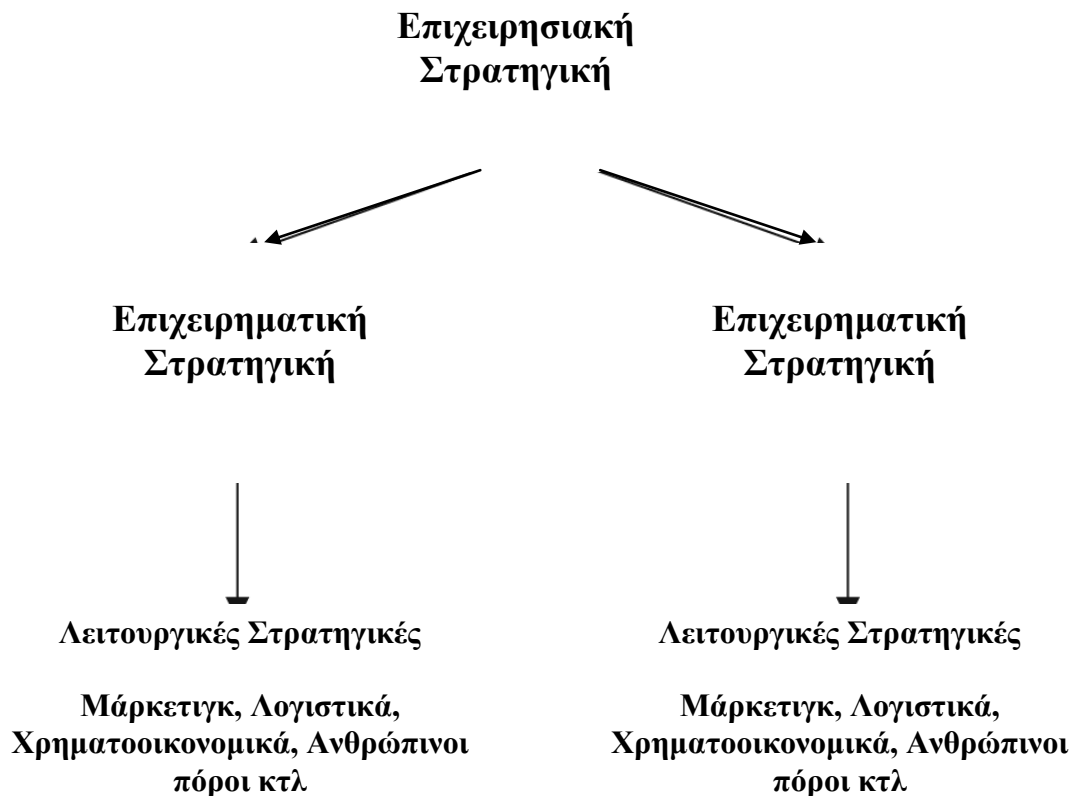 Επιχειρησιακή
Στρατηγική
Επιχειρηματική
Στρατηγική
Επιχειρηματική
Στρατηγική
Λειτουργικές Στρατηγικές
Μάρκετιγκ, Λογιστικά,
Χρηματοοικονομικά, Ανθρώπινοι
πόροι κτλ
Λειτουργικές Στρατηγικές
Μάρκετιγκ, Λογιστικά,
Χρηματοοικονομικά, Ανθρώπινοι
πόροι κτλ